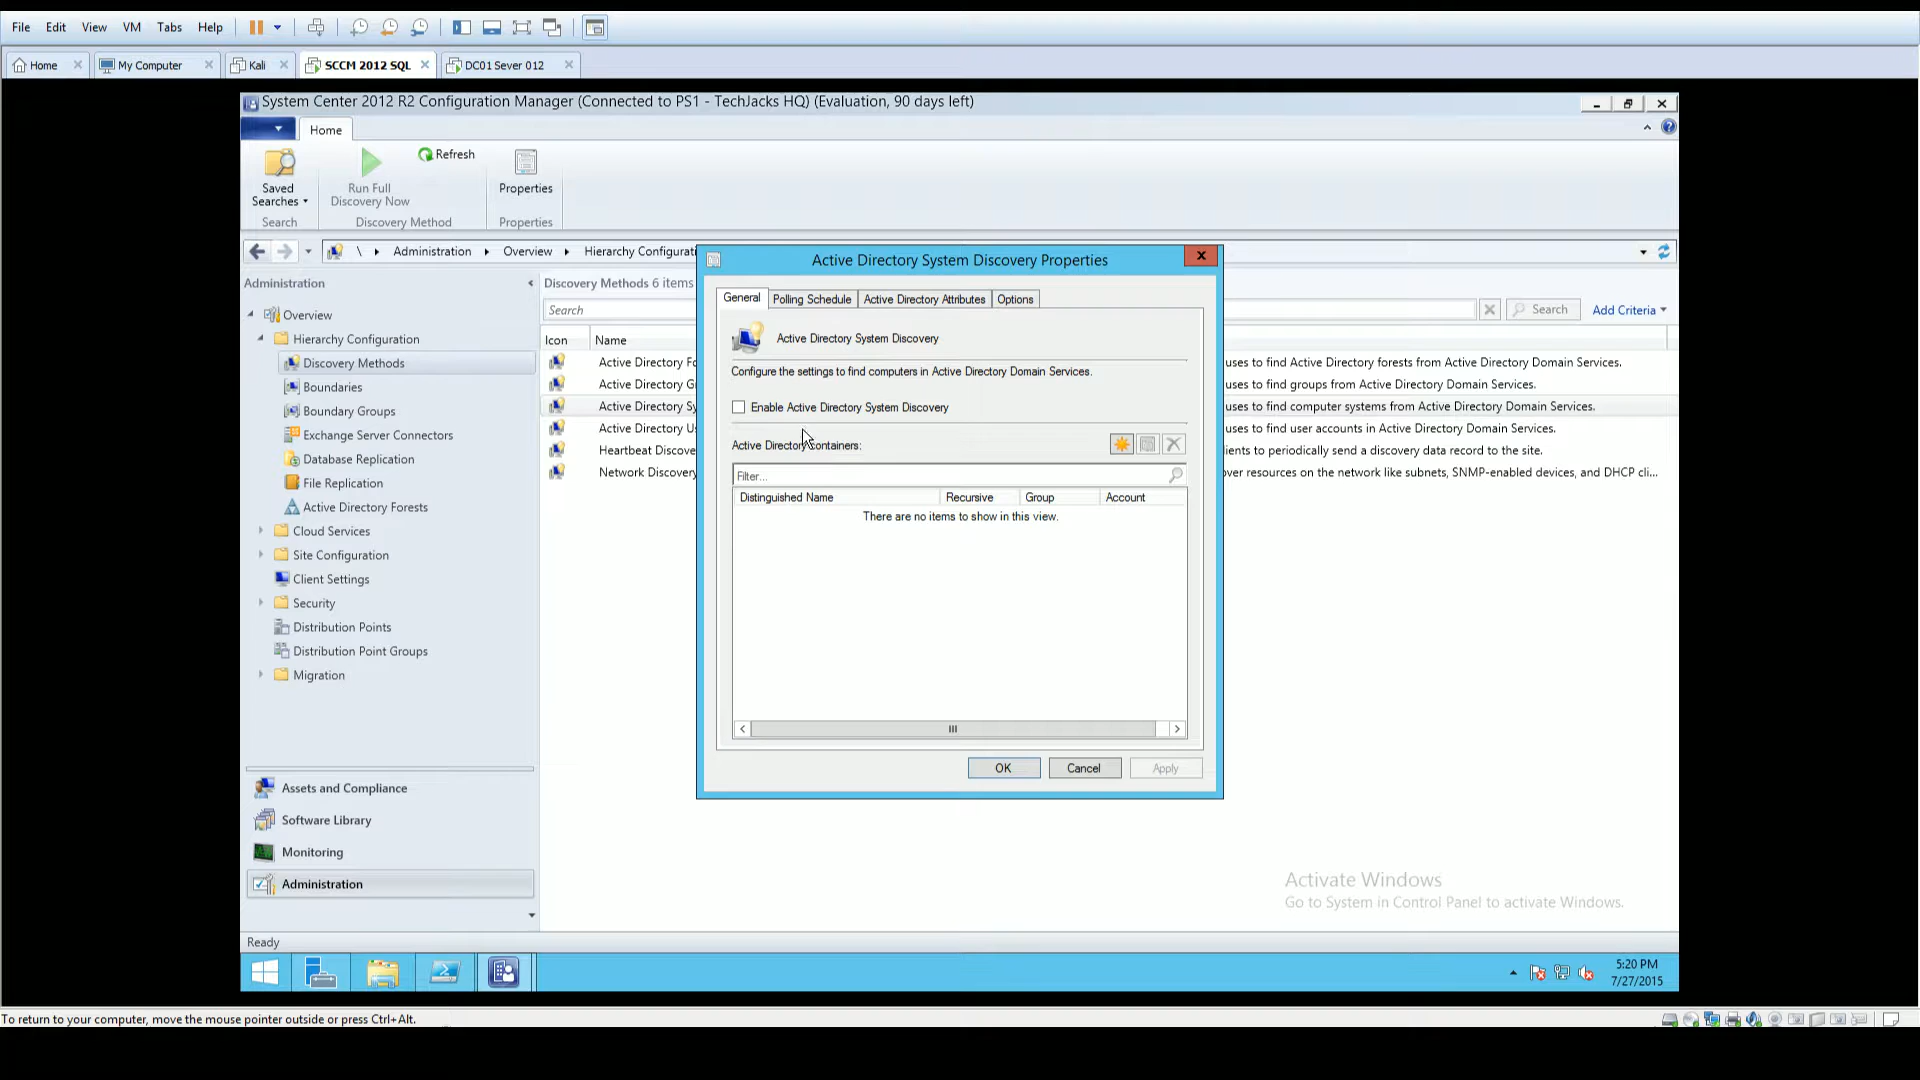 File Edit View VM Tabs Help
Home My Computer Kali SCCM 2012 SQL DC01 Sever 012
System Center 2012 R2 Configuration Manager (Connected to PS1 - TechJacks HQ) (Evaluation, 90 days left)
Home
Saved Searches
Search
Run Full Discovery Now
Refresh
Discovery Method
Properties
Properties
\ Administration Overview Hierarchy Configurati
Administration
Overview
Hierarchy Configuration
Discovery Methods
Boundaries
Boundary Groups
Exchange Server Connectors
Database Replication
File Replication
Active Directory Forests
Cloud Services
Site Configuration
Client Settings
Security
Distribution Points
Distribution Point Groups
Migration
Assets and Compliance
Software Library
Monitoring
Administration
Discovery Methods 6 items
Search
Search Add Criteria
Icon Name
Active Directory Fo
uses to find Active Directory forests from Active Directory Domain Services.
Active Directory G
uses to find groups from Active Directory Domain Services.
Active Directory Sy
uses to find computer systems from Active Directory Domain Services.
Active Directory U
uses to find user accounts in Active Directory Domain Services.
Heartbeat Discove
ients to periodically send a discovery data record to the site.
Network Discovery
ver resources on the network like subnets, SNMP-enabled devices, and DHCP cli...
Active Directory System Discovery Properties
General Polling Schedule Active Directory Attributes Options
Active Directory System Discovery
Configure the settings to find computers in Active Directory Domain Services.
Enable Active Directory System Discovery
Active Directory containers:
Filter...
Distinguished Name Recursive Group Account
There are no items to show in this view.
OK Cancel Apply
Activate Windows
Go to System in Control Panel to activate Windows.
Ready
5:20 PM
7/27/2015
To return to your computer, move the mouse pointer outside or press Ctrl+Alt.